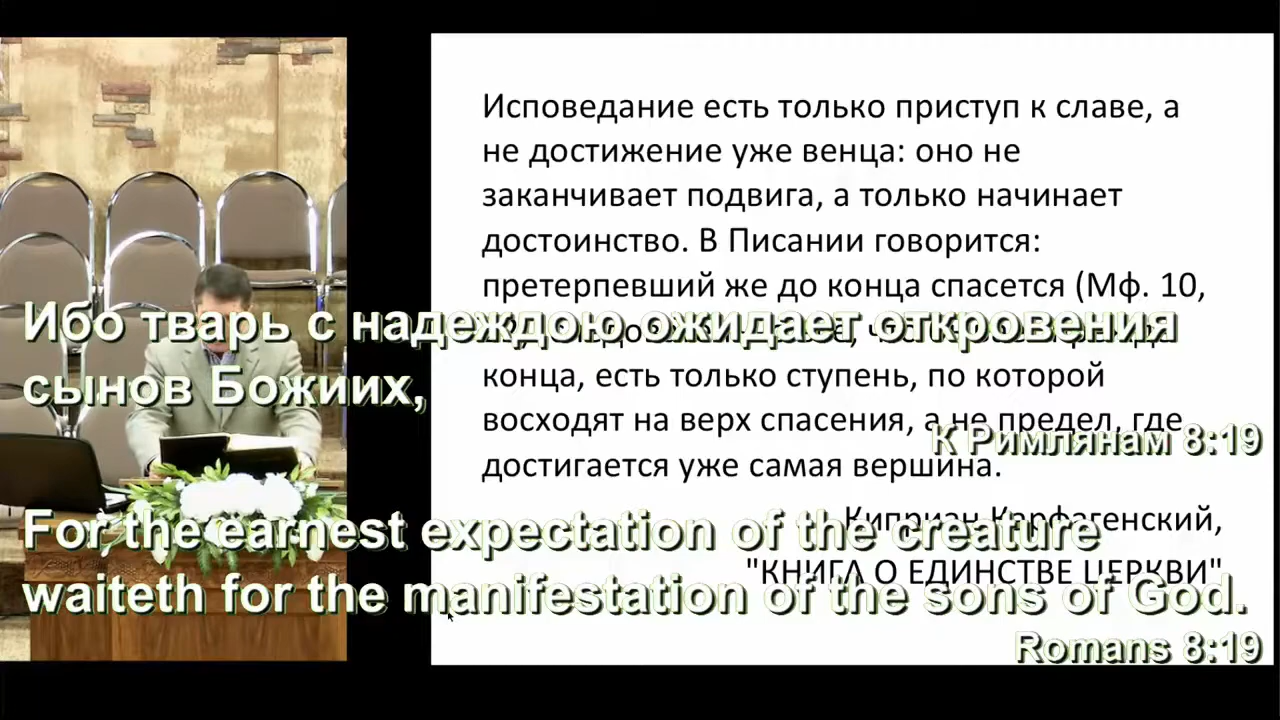 Исповедание есть только приступ к славе, а
не достижение уже венца: оно не
заканчивает подвига, а только начинает
достоинство. В Писании говорится:
претерпевший же до конца спасется (Мф. 10,
конца, есть только ступень, по которой
восходят на верх спасения, а не предел, где
достигается уже самая вершина.
Киприан Карфагенский,
"КНИГА О ЕДИНСТВЕ ЦЕРКВИ"
Ибо тварь с надеждою ожидает откровения
сынов Божиих,
К Римлянам 8:19
For the earnest expectation of the creature
waiteth for the manifestation of the sons of God.
Romans 8:19